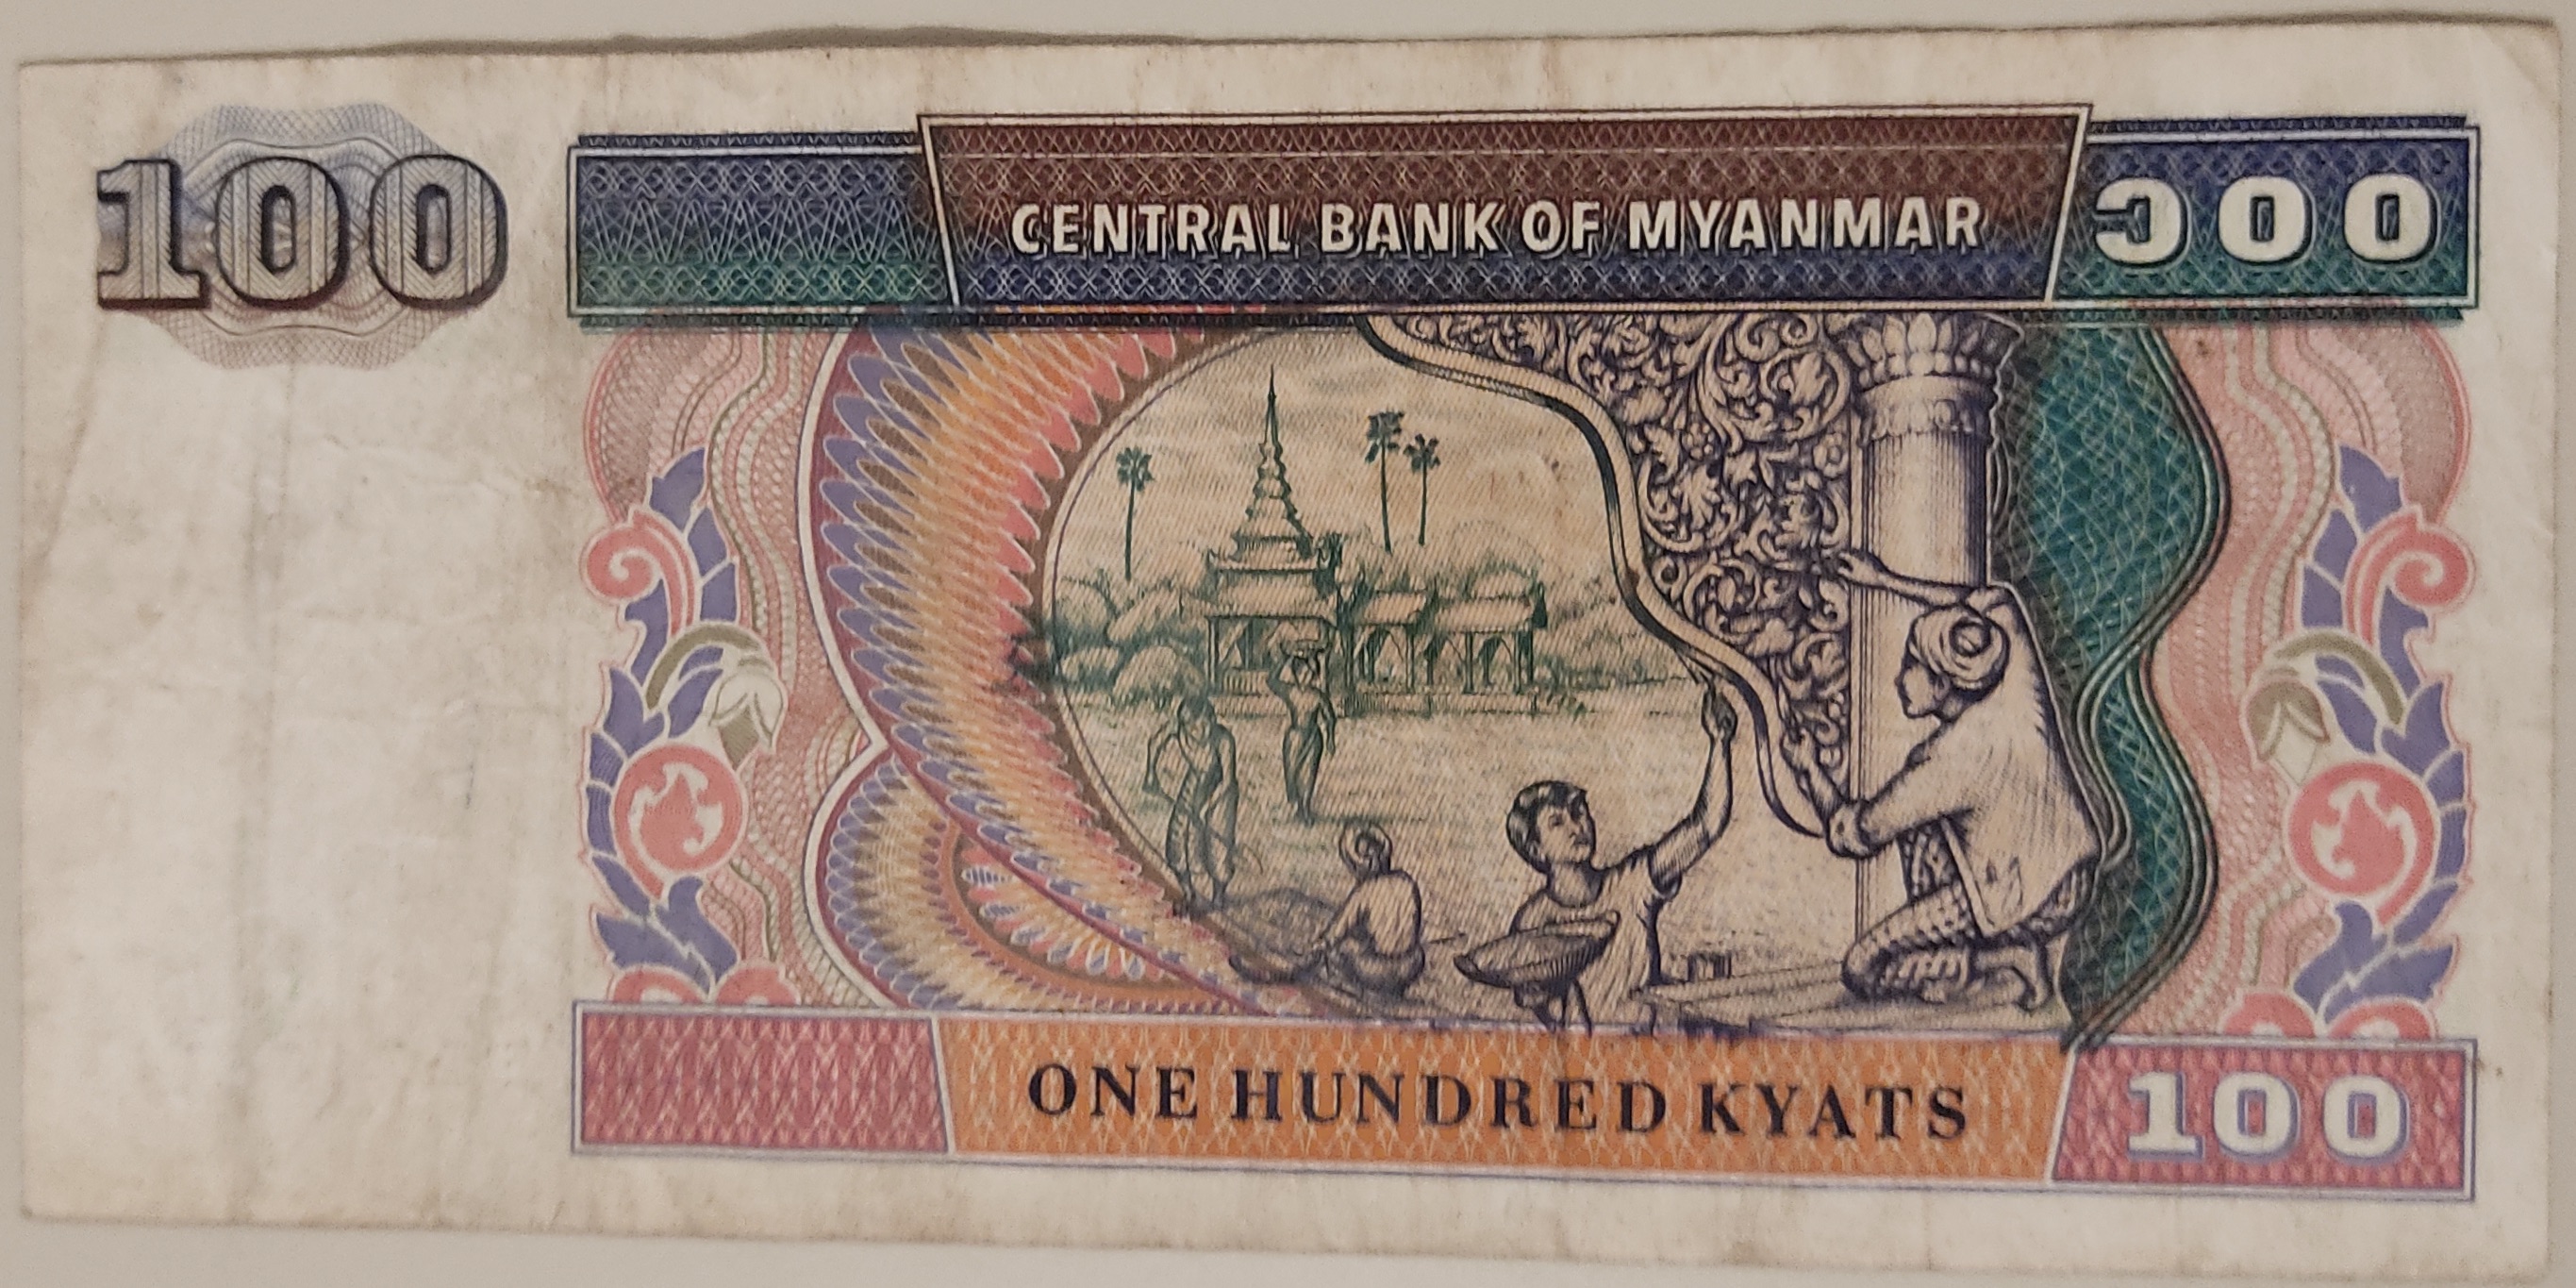 100
CENTRAL BANK OF MYANMAR
၁၀၀
ONE HUNDRED KYATS
100